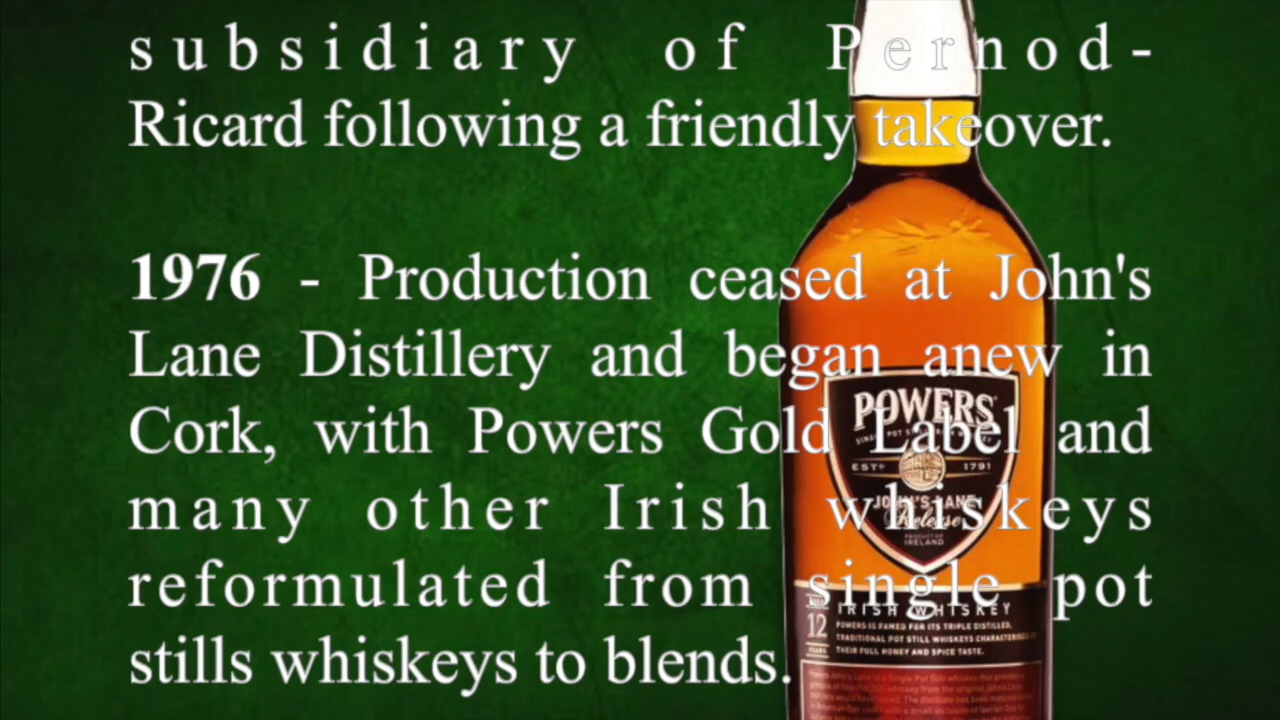 subsidiary of Pernod-
Ricard following a friendly takeover.
1976 - Production ceased at John's
Lane Distillery and began anew in
Cork, with Powers Gold Label and
many other Irish whiskeys
reformulated from single pot
stills whiskeys to blends.
POWERS
EST⁠D 1791
JOHN'S LANE
Release
PRODUCT OF
IRELAND
IRISH WHISKEY
12
YEARS
POWERS IS FAMED FOR ITS TRIPLE DISTILLED,
TRADITIONAL POT STILL WHISKEYS CHARACTERISED
THEIR FULL HONEY AND SPICE TASTE.